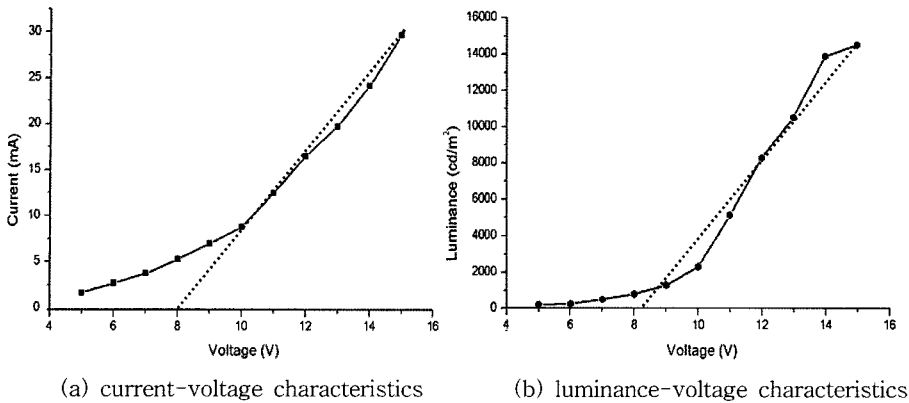 30
25
20
15
10
5
0
Current (mA)
4 6 8 10 12 14 16
Voltage (V)
(a) current-voltage characteristics
16000
14000
12000
10000
8000
6000
4000
2000
0
Luminance (cd/m²)
4 6 8 10 12 14 16
Voltage (V)
(b) luminance-voltage characteristics